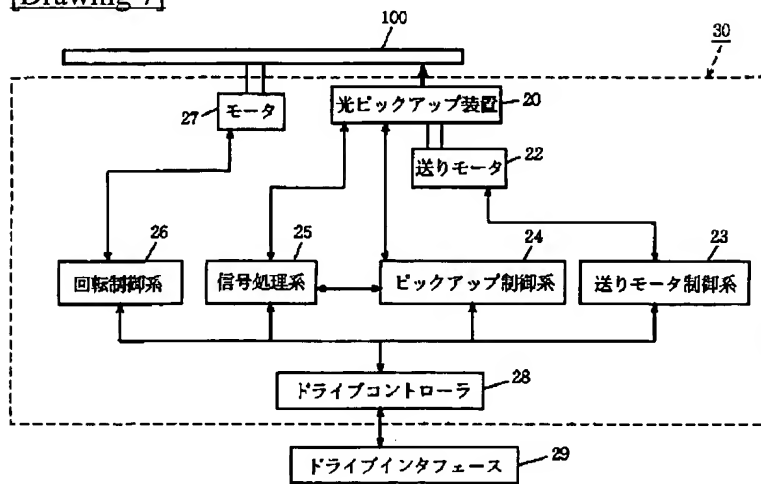 [Drawing 7]
100
30
27
モータ
光ピックアップ装置
20
送りモータ
22
26
25
24
23
回転制御系
信号処理系
ピックアップ制御系
送りモータ制御系
ドライブコントローラ
28
ドライブインタフェース
29